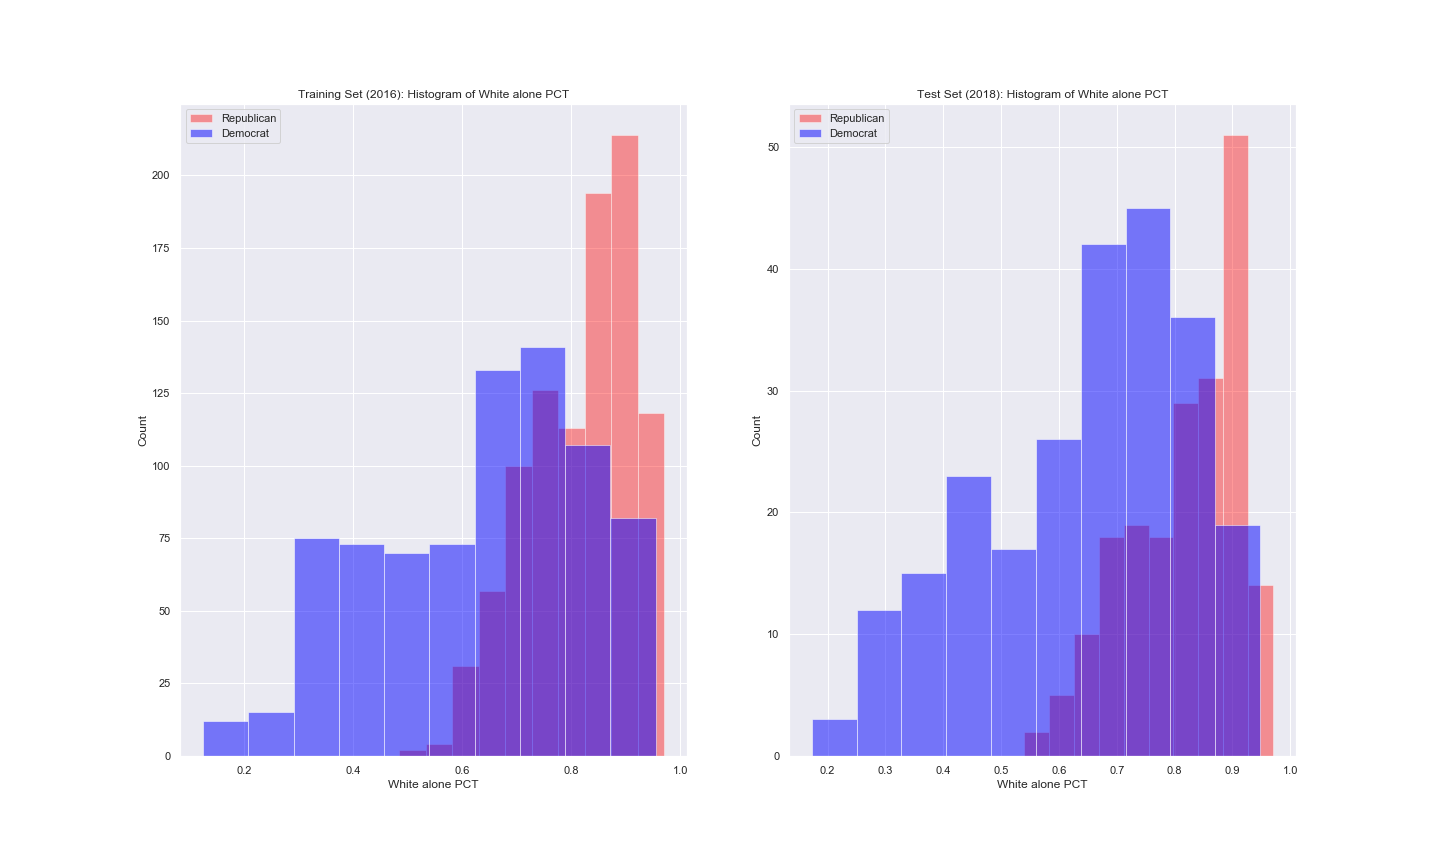 Training Set (2016): Histogram of White alone PCT
Republican
Democrat
200
175
150
125
100
75
50
25
0
Count
0.2 0.4 0.6 0.8 1.0
White alone PCT
Test Set (2018): Histogram of White alone PCT
Republican
Democrat
50
40
30
20
10
0
Count
0.2 0.3 0.4 0.5 0.6 0.7 0.8 0.9 1.0
White alone PCT